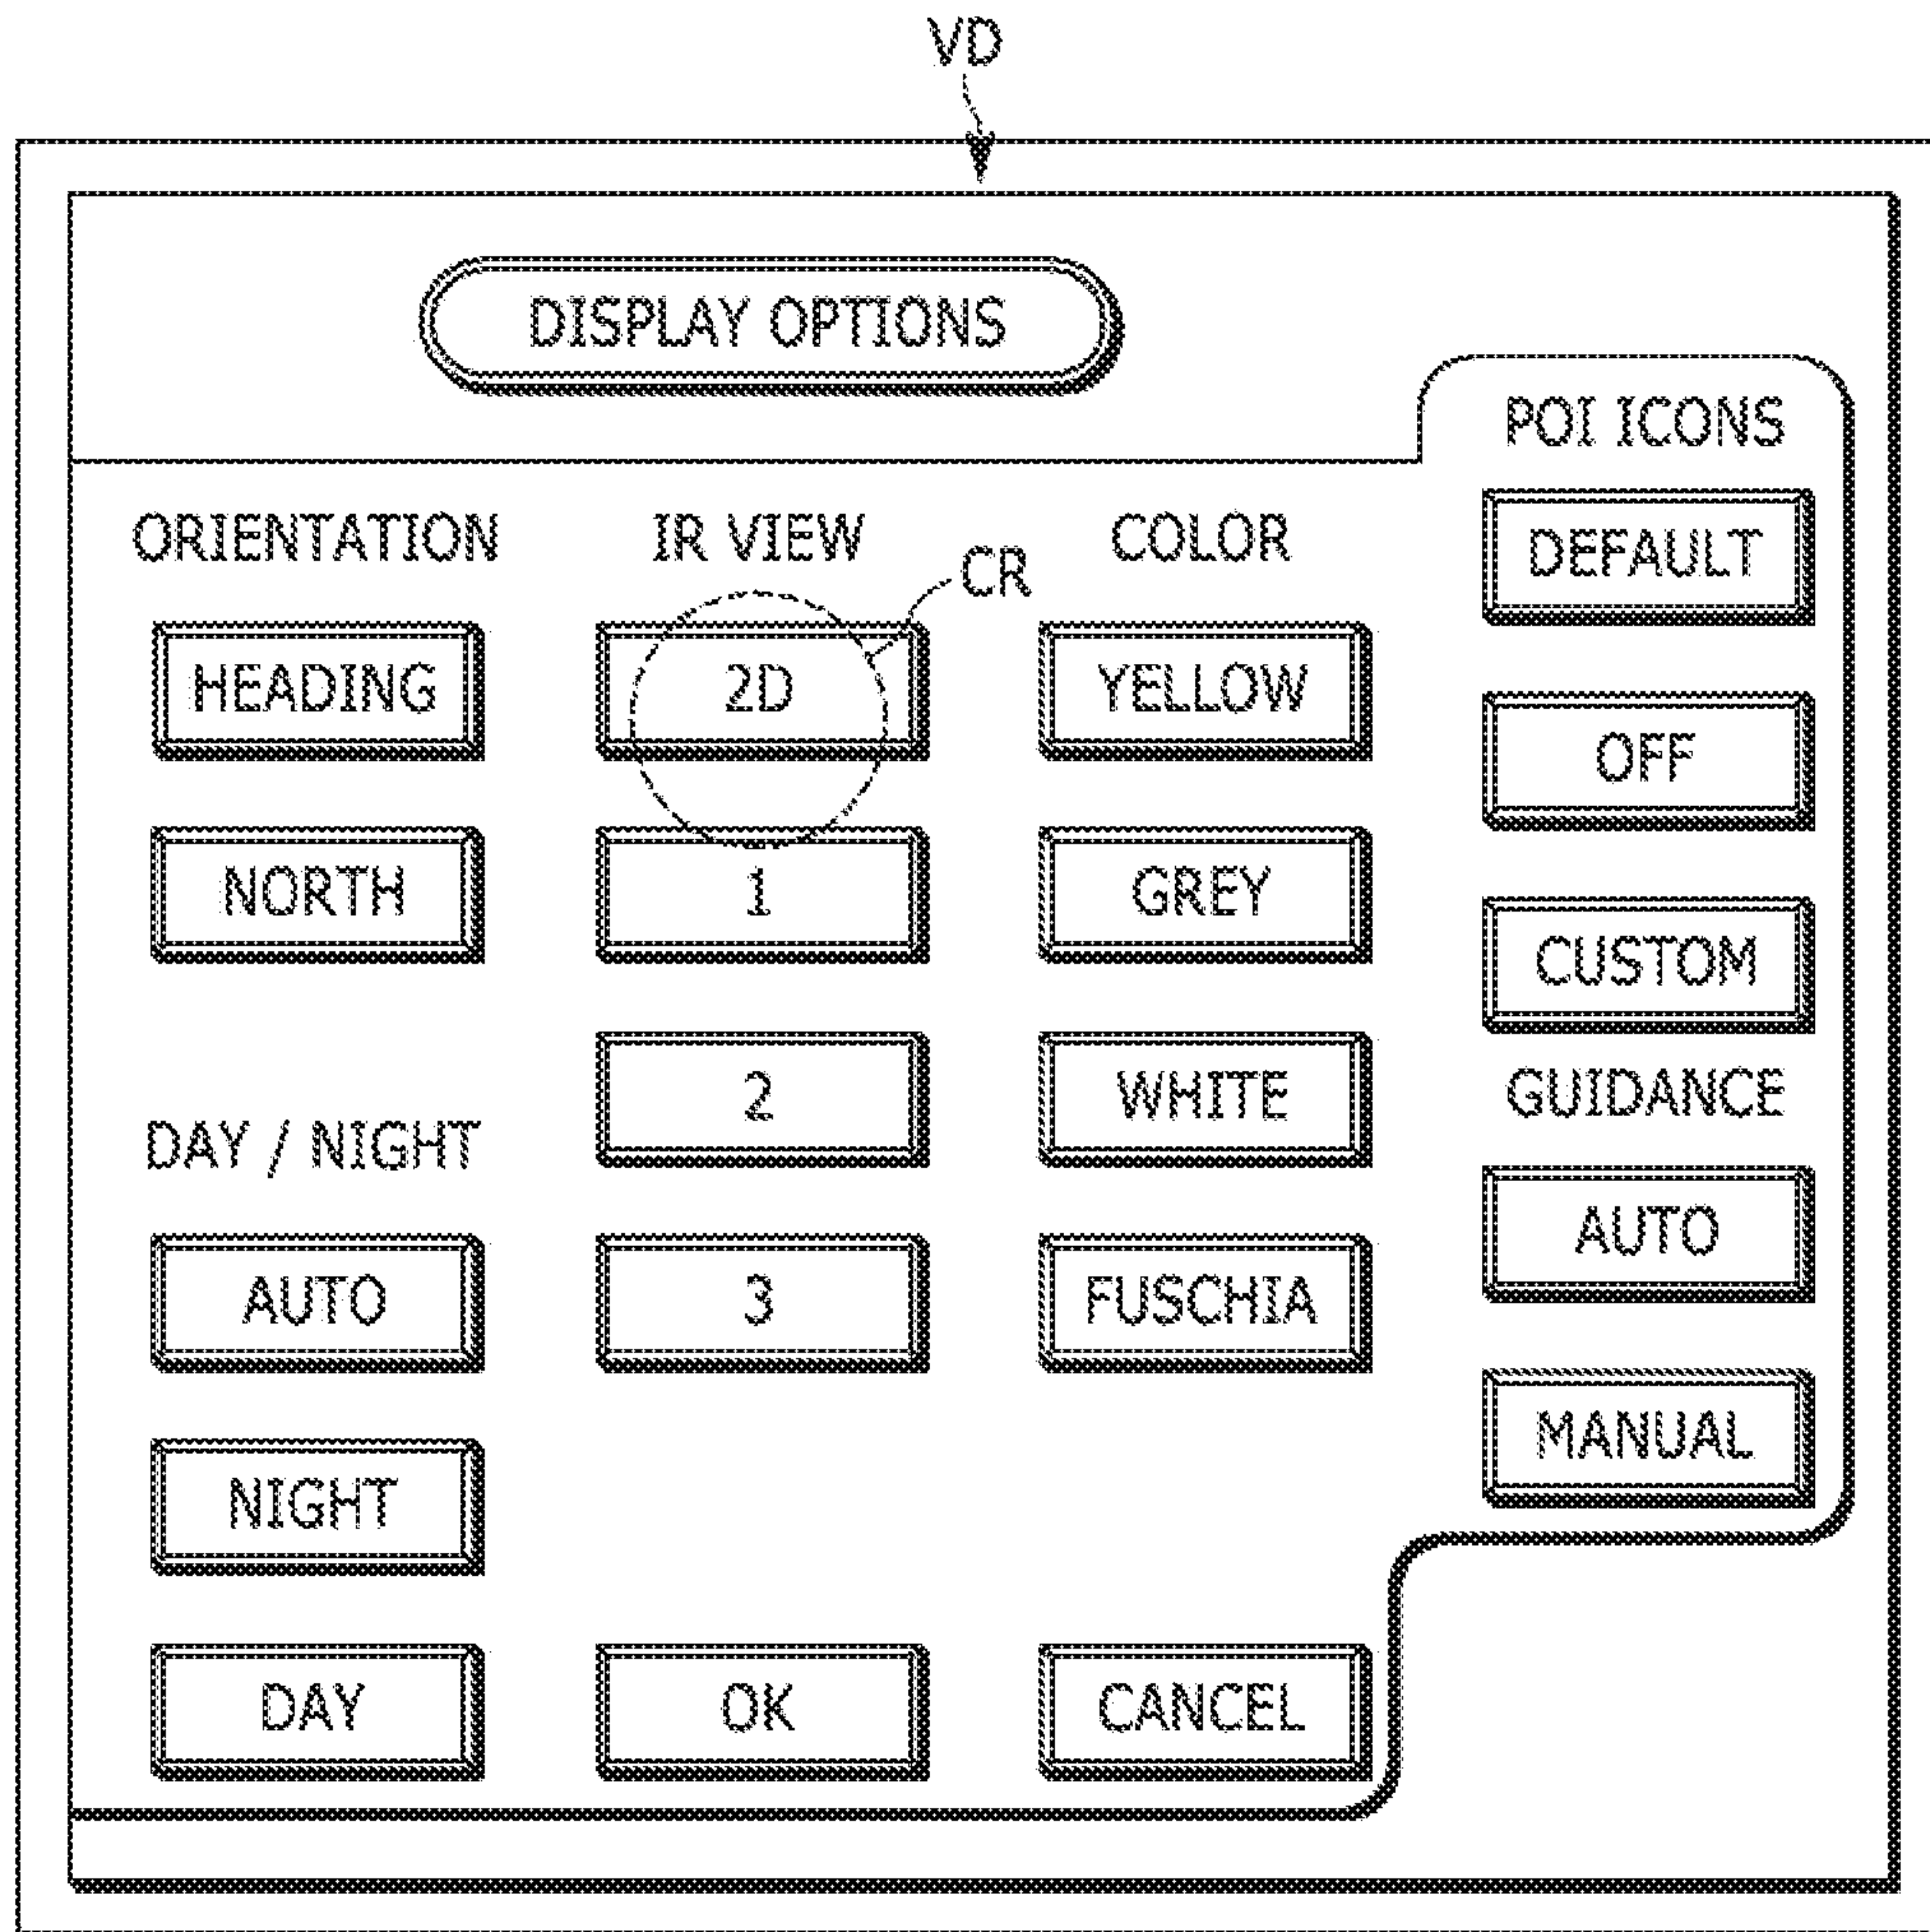 VD
DISPLAY OPTIONS
POI ICONS
ORIENTATION IR VIEW COLOR
CR
DEFAULT
HEADING 2D YELLOW
OFF
NORTH 1 GREY
CUSTOM
2 WHITE
GUIDANCE
DAY / NIGHT
AUTO
AUTO 3 FUSCHIA
MANUAL
NIGHT
DAY OK CANCEL